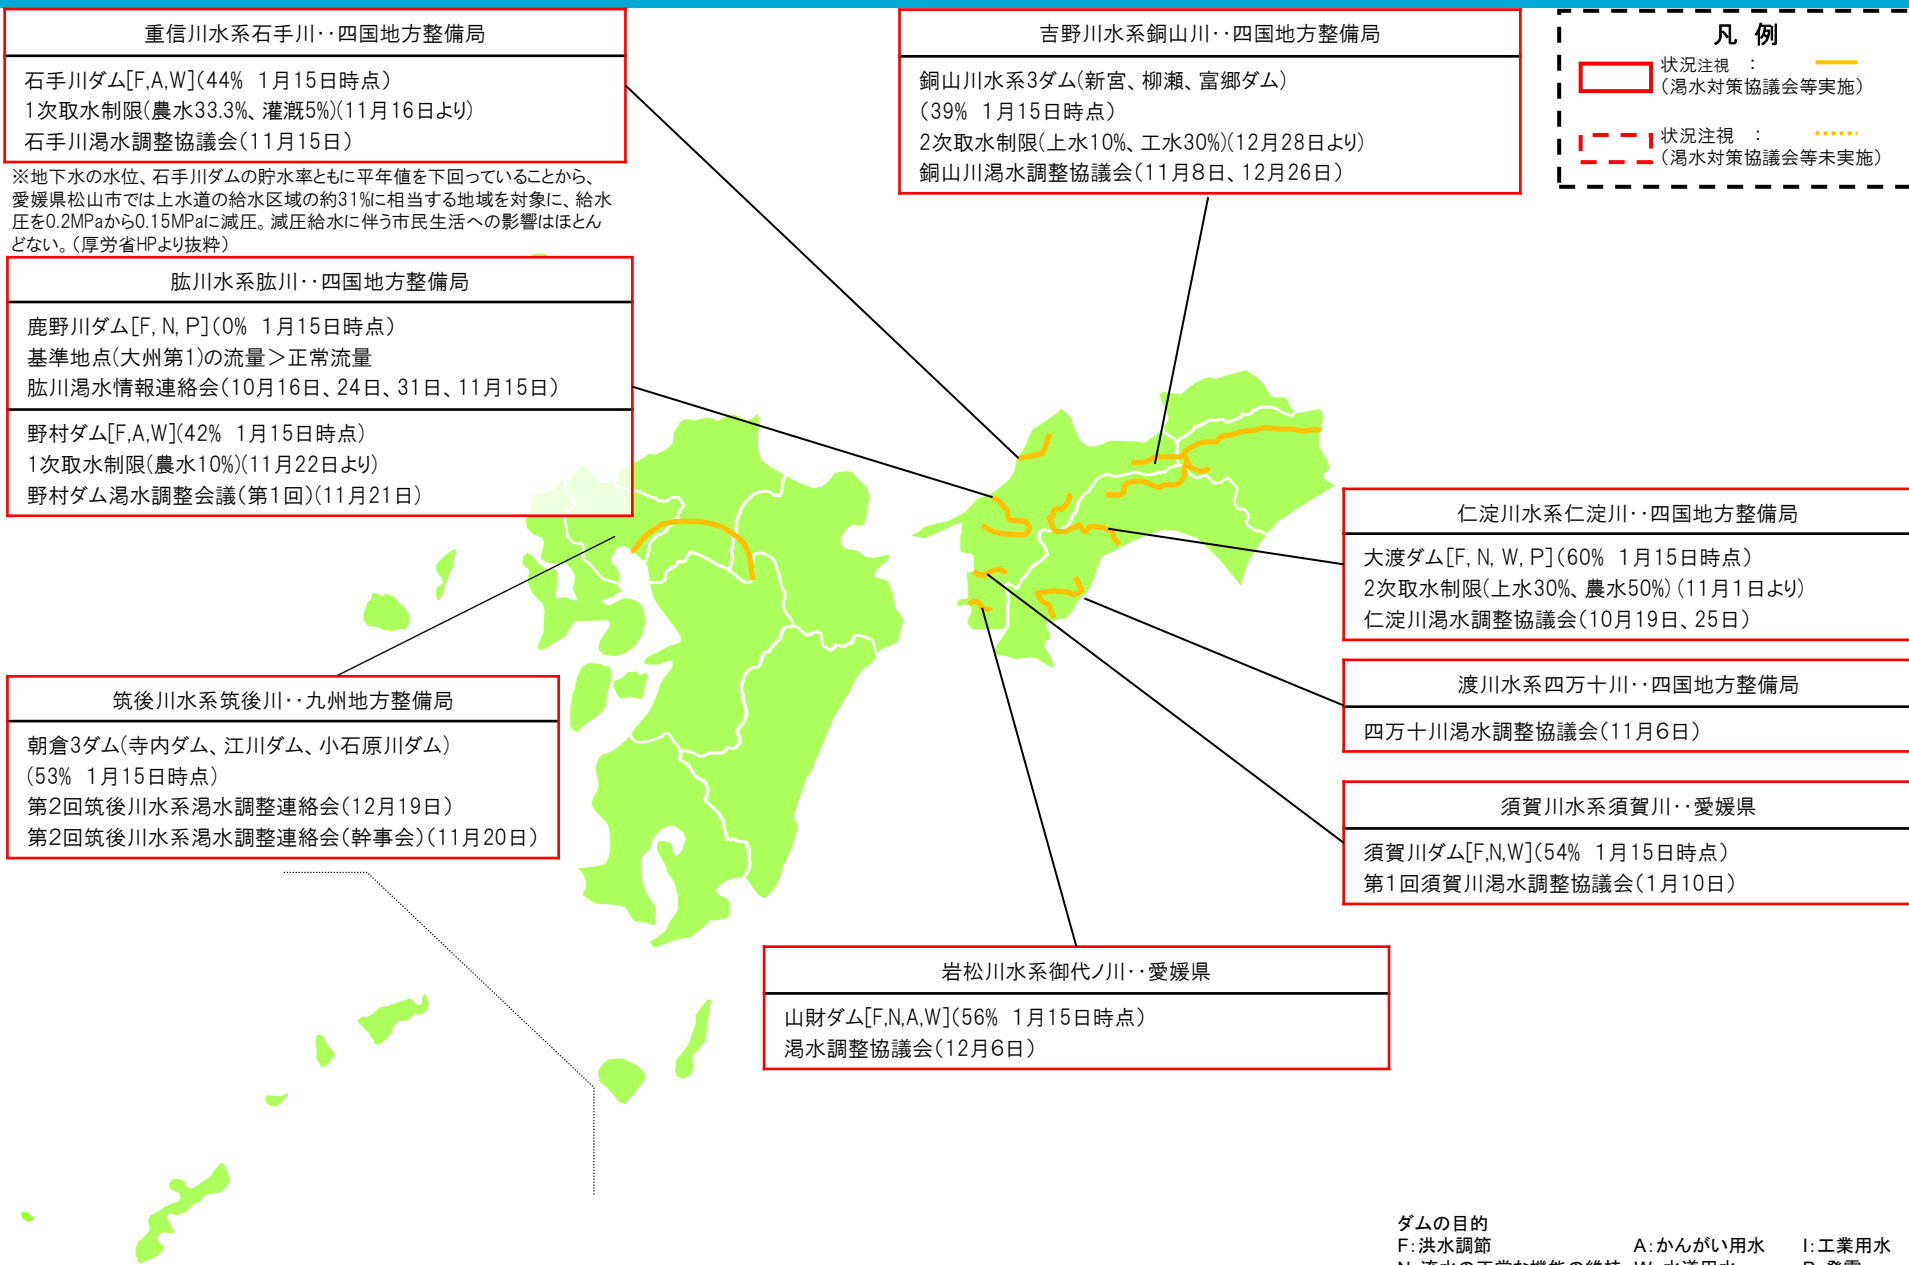 重信川水系石手川‥四国地方整備局
石手川ダム[F,A,W](44% 1月15日時点)
1次取水制限(農水33.3%、灌漑5%)(11月16日より)
石手川渇水調整協議会(11月15日)
※地下水の水位、石手川ダムの貯水率ともに平年値を下回っていることから、
愛媛県松山市では上水道の給水区域の約31%に相当する地域を対象に、給水
圧を0.2MPaから0.15MPaに減圧。減圧給水に伴う市民生活への影響はほとん
どない。(厚労省HPより抜粋)
吉野川水系銅山川‥四国地方整備局
銅山川水系3ダム(新宮、柳瀬、富郷ダム)
(39% 1月15日時点)
2次取水制限(上水10%、工水30%)(12月28日より)
銅山川渇水調整協議会(11月8日、12月26日)
凡 例
状況注視 :
(渇水対策協議会等実施)
状況注視 :
(渇水対策協議会等未実施)
肱川水系肱川‥四国地方整備局
鹿野川ダム[F, N, P](0% 1月15日時点)
基準地点(大州第1)の流量>正常流量
肱川渇水情報連絡会(10月16日、24日、31日、11月15日)
野村ダム[F,A,W](42% 1月15日時点)
1次取水制限(農水10%)(11月22日より)
野村ダム渇水調整会議(第1回)(11月21日)
仁淀川水系仁淀川‥四国地方整備局
大渡ダム[F, N, W, P](60% 1月15日時点)
2次取水制限(上水30%、農水50%) (11月1日より)
仁淀川渇水調整協議会(10月19日、25日)
渡川水系四万十川‥四国地方整備局
四万十川渇水調整協議会(11月6日)
筑後川水系筑後川‥九州地方整備局
朝倉3ダム(寺内ダム、江川ダム、小石原川ダム)
(53% 1月15日時点)
第2回筑後川水系渇水調整連絡会(12月19日)
第2回筑後川水系渇水調整連絡会(幹事会)(11月20日)
須賀川水系須賀川‥愛媛県
須賀川ダム[F,N,W](54% 1月15日時点)
第1回須賀川渇水調整協議会(1月10日)
岩松川水系御代ノ川‥愛媛県
山財ダム[F,N,A,W](56% 1月15日時点)
渇水調整協議会(12月6日)
ダムの目的
F:洪水調節 A:かんがい用水 I:工業用水
N:流水の正常な機能の維持 W:水道用水 P:発電